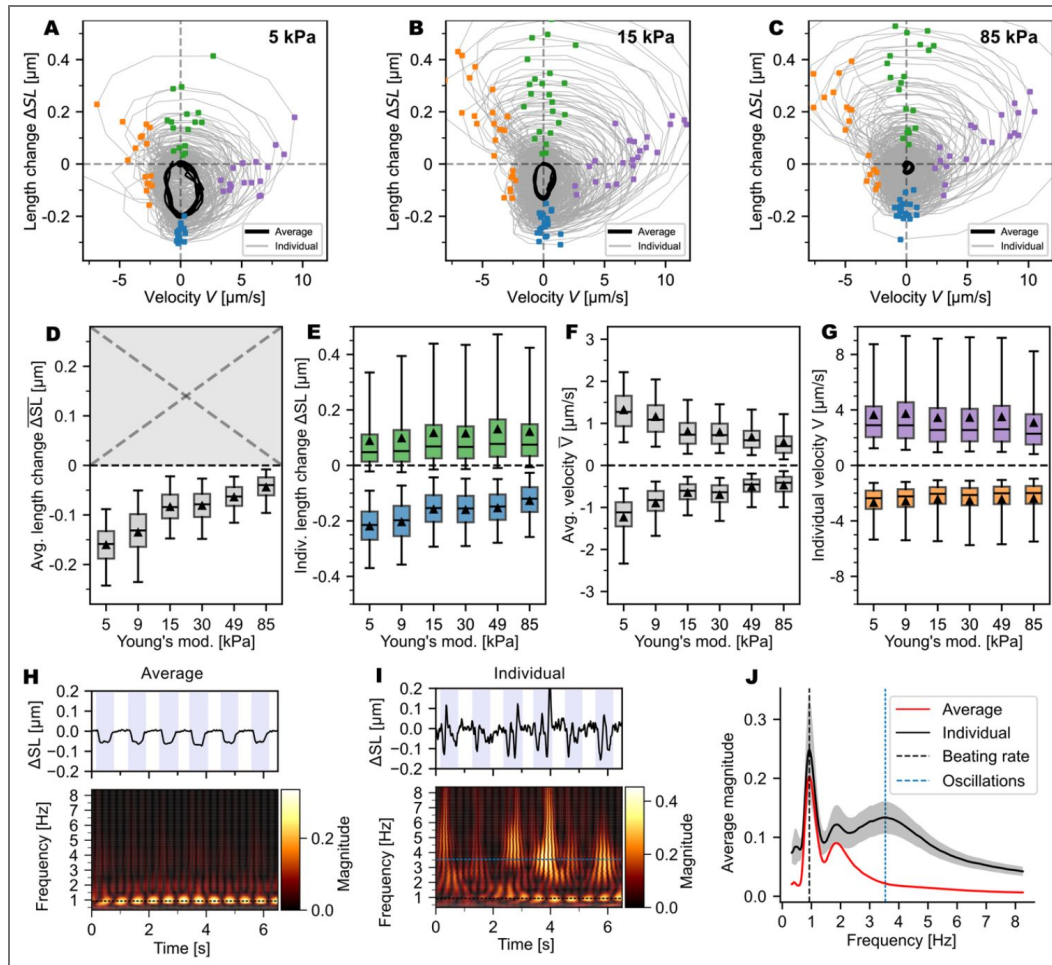 A
5 kPa
Length change ΔSL [µm]
0.4
0.2
0
-0.2
-5 0 5 10
Velocity V [µm/s]
Average
Individual
B
15 kPa
Length change ΔSL [µm]
0.4
0.2
0
-0.2
-5 0 5 10
Velocity V [µm/s]
Average
Individual
C
85 kPa
Length change ΔSL [µm]
0.4
0.2
0
-0.2
-5 0 5 10
Velocity V [µm/s]
Average
Individual
D
Avg. length change ΔSL [µm]
0.2
0.1
0
-0.1
-0.2
5 9 15 30 49 85
Young's mod. [kPa]
E
Indiv. length change ΔSL [µm]
0.4
0.2
0
-0.2
-0.4
5 9 15 30 49 85
Young's mod. [kPa]
F
Avg. velocity V̅ [µm/s]
3
2
1
0
-1
-2
-3
5 9 15 30 49 85
Young's mod. [kPa]
G
Individual velocity V [µm/s]
9
6
3
0
-3
-6
-9
5 9 15 30 49 85
Young's mod. [kPa]
H
Average
ΔSL [µm]
0.2
0.1
0.0
-0.1
-0.2
Frequency [Hz]
8
7
6
5
4
3
2
1
0 2 4 6
Time [s]
0.2
0.0
Magnitude
I
Individual
ΔSL [µm]
0.2
0.1
0.0
-0.1
-0.2
Frequency [Hz]
8
7
6
5
4
3
2
1
0 2 4 6
Time [s]
0.4
0.2
0.0
Magnitude
J
Average magnitude
0.3
0.2
0.1
0.0
0 1 2 3 4 5 6 7 8
Frequency [Hz]
Average
Individual
Beating rate
Oscillations